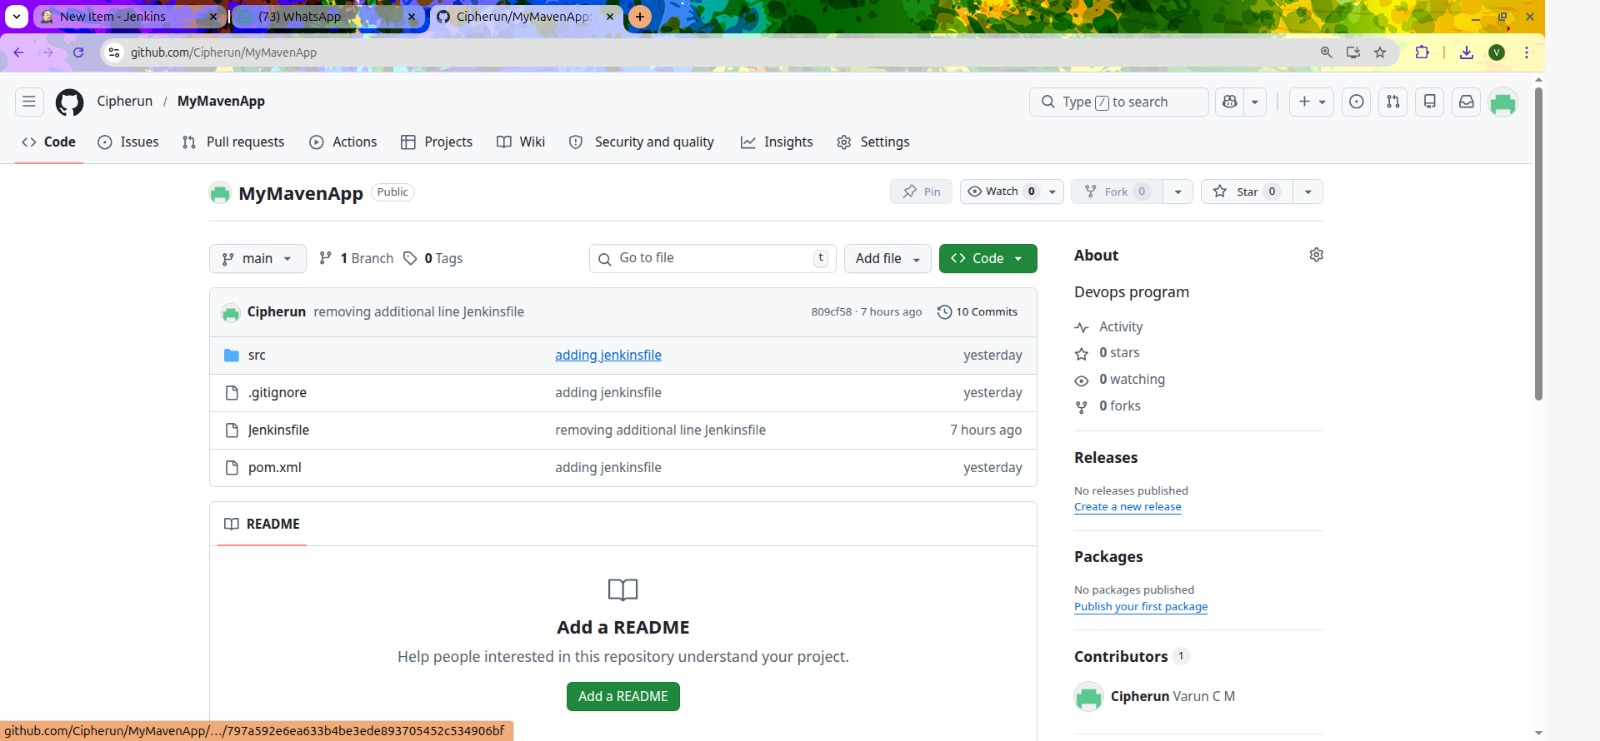 New Item - Jenkins
(73) WhatsApp
Cipherun/MyMavenApp:
github.com/Cipherun/MyMavenApp
V
Cipherun / MyMavenApp
Type / to search
Code
Issues
Pull requests
Actions
Projects
Wiki
Security and quality
Insights
Settings
MyMavenApp Public
Pin
Watch 0
Fork 0
Star 0
main
1 Branch
0 Tags
Go to file
t
Add file
Code
Cipherun removing additional line Jenkinsfile
809cf58 · 7 hours ago
10 Commits
src adding jenkinsfile yesterday
.gitignore adding jenkinsfile yesterday
Jenkinsfile removing additional line Jenkinsfile 7 hours ago
pom.xml adding jenkinsfile yesterday
README
Add a README
Help people interested in this repository understand your project.
Add a README
About
Devops program
Activity
0 stars
0 watching
0 forks
Releases
No releases published
Create a new release
Packages
No packages published
Publish your first package
Contributors 1
Cipherun Varun C M
github.com/Cipherun/MyMavenApp/.../797a592e6ea633b4be3ede893705452c534906bf